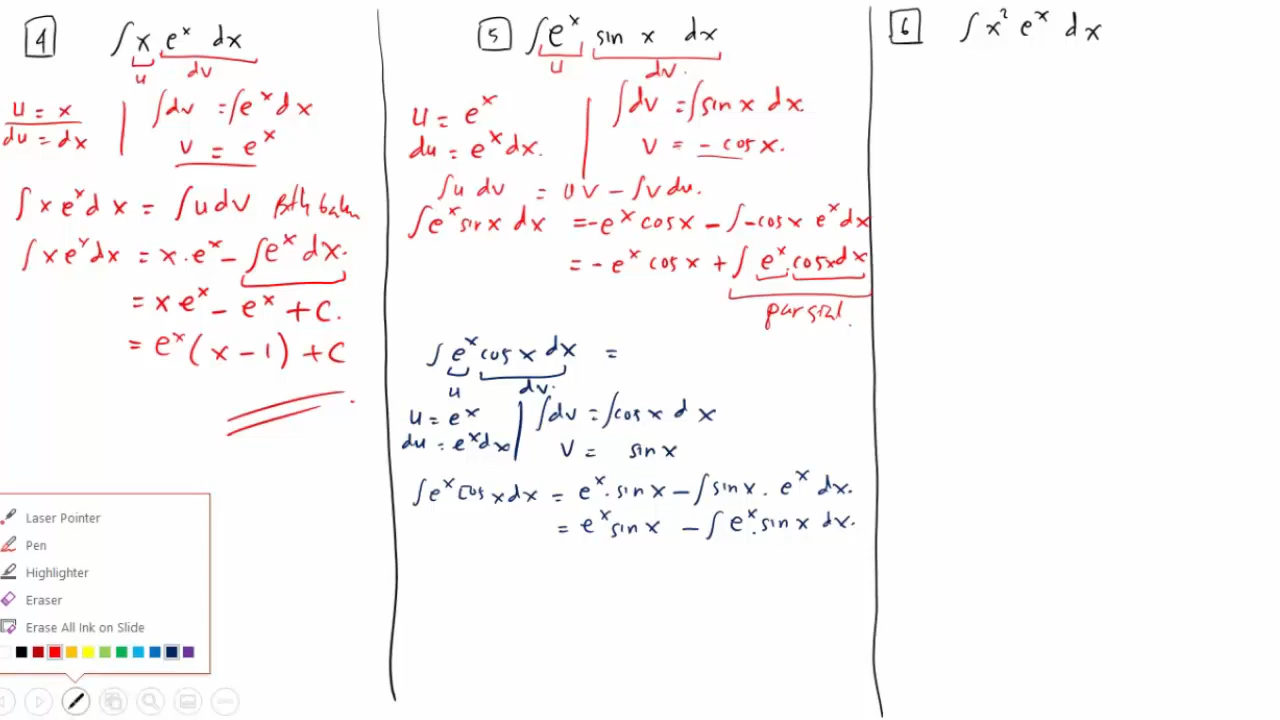 4 ∫ x e^x dx
u dv
u = x | ∫dv = ∫e^x dx
du = dx v = e^x
∫ x e^x d x = ∫ u dv
∫ x e^x dx = x · e^x − ∫ e^x dx.
= x e^x − e^x + C.
= e^x ( x − 1 ) + C
5 ∫ e^x sin x dx
u dv.
u = e^x | ∫dv = ∫sin x dx.
du = e^x dx. v = − cos x.
∫u dv = uv − ∫v du.
∫e^x sin x dx = −e^x cos x − ∫−cos x e^x dx
= − e^x cos x + ∫ e^x · cos x dx
parsial.
∫ e^x cos x dx =
u dv.
u = e^x | ∫dv = ∫cos x d x
du = e^x dx v = sin x
∫e^x cos x dx = e^x · sin x − ∫ sin x · e^x dx.
= e^x sin x − ∫ e^x · sin x dx.
6 ∫ x² e^x dx
Laser Pointer
Pen
Highlighter
Eraser
Erase All Ink on Slide